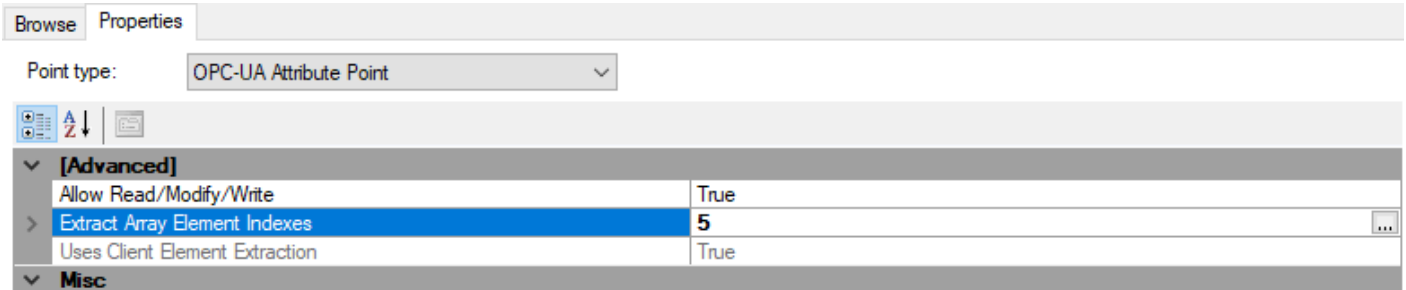 Browse Properties
Point type: OPC-UA Attribute Point
[Advanced]
Allow Read/Modify/Write True
Extract Array Element Indexes 5 ...
Uses Client Element Extraction True
Misc